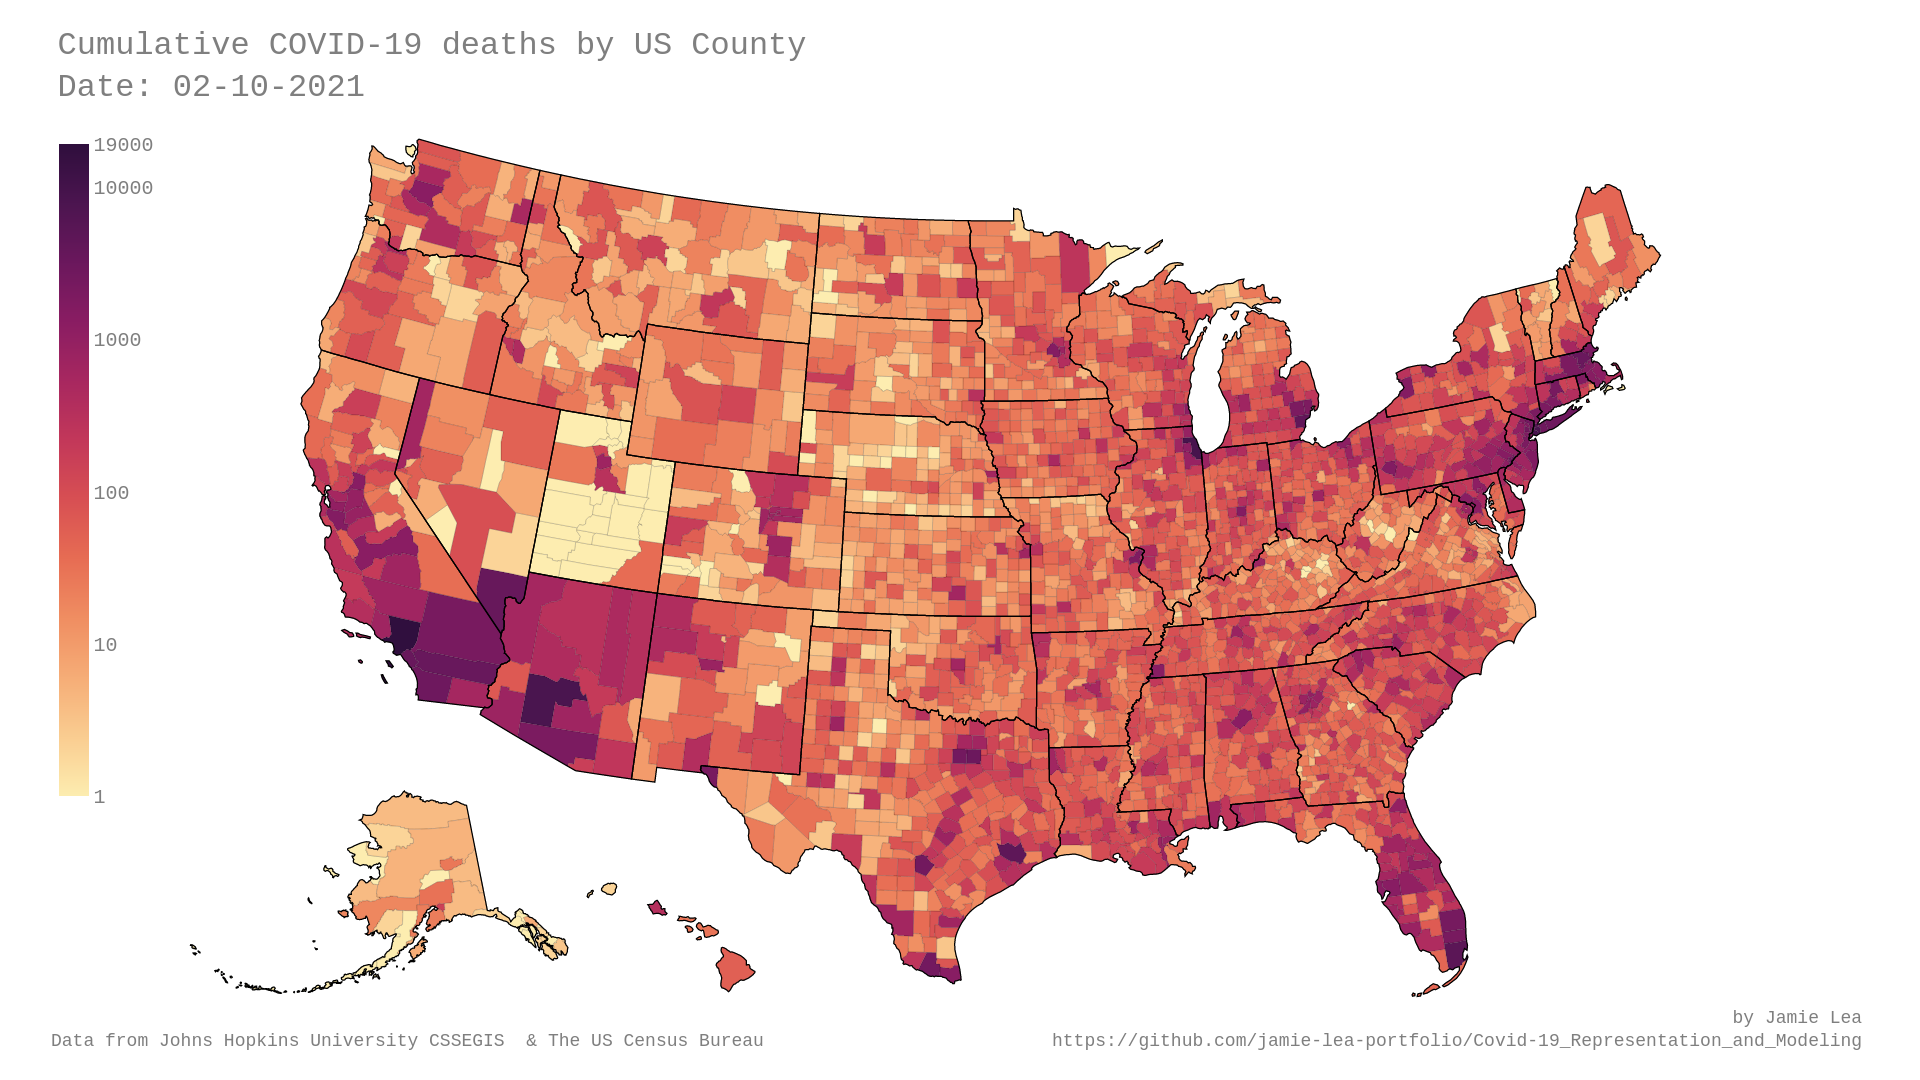 Cumulative COVID-19 deaths by US County
Date: 02-10-2021
19000
10000
1000
100
10
1
by Jamie Lea
Data from Johns Hopkins University CSSEGIS  & The US Census Bureau
https://github.com/jamie-lea-portfolio/Covid-19_Representation_and_Modeling